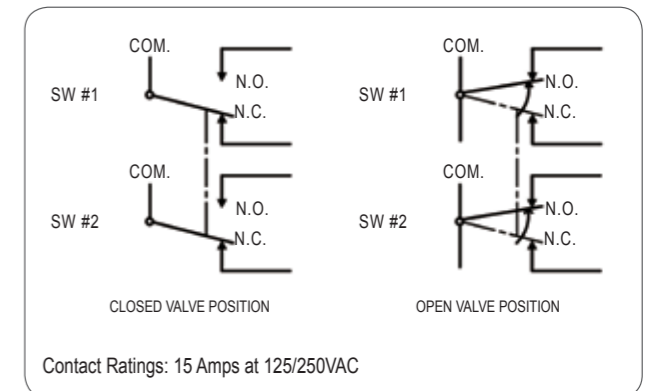 COM.
N.O.
SW #1
N.C.
COM.
N.O.
SW #2
N.C.
CLOSED VALVE POSITION
COM.
N.O.
SW #1
N.C.
COM.
N.O.
SW #2
N.C.
OPEN VALVE POSITION
Contact Ratings: 15 Amps at 125/250VAC